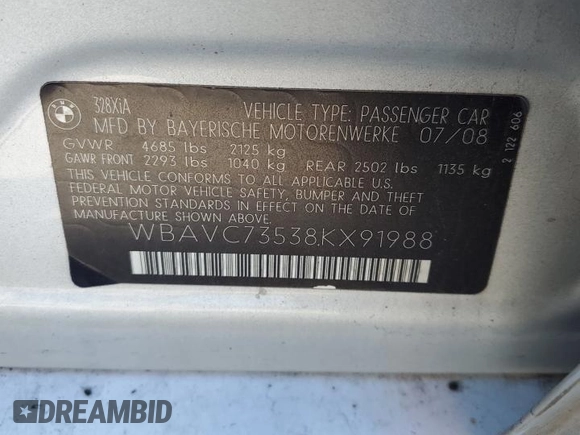 BMW
328XiA
VEHICLE TYPE: PASSENGER CAR
MFD BY BAYERISCHE MOTORENWERKE 07/08
GVWR 4685 lbs 2125 kg
GAWR FRONT 2293 lbs 1040 kg REAR 2502 lbs 1135 kg
THIS VEHICLE CONFORMS TO ALL APPLICABLE U.S.
FEDERAL MOTOR VEHICLE SAFETY, BUMPER AND THEFT
PREVENTION STANDARDS IN EFFECT ON THE DATE OF
MANUFACTURE SHOWN ABOVE.
WBAVC73538KX91988
2 122 606
DREAMBID